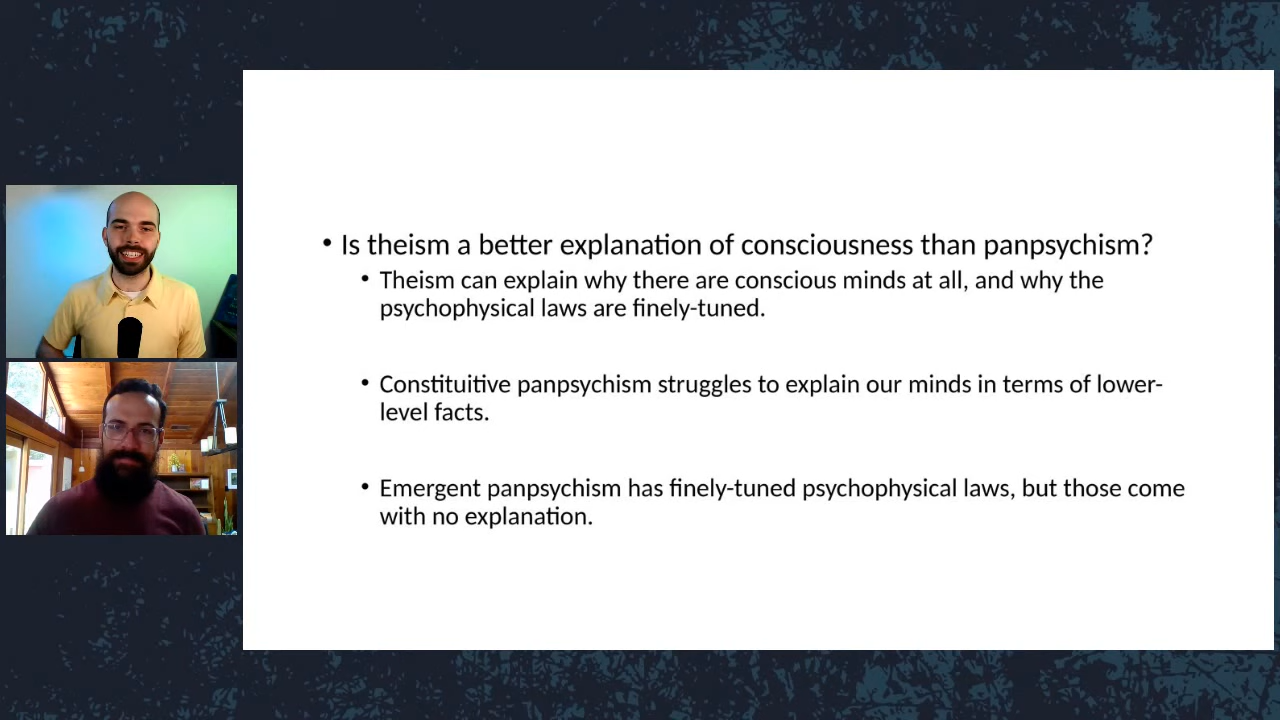 • Is theism a better explanation of consciousness than panpsychism?
• Theism can explain why there are conscious minds at all, and why the
psychophysical laws are finely-tuned.
• Constituitive panpsychism struggles to explain our minds in terms of lower-
level facts.
• Emergent panpsychism has finely-tuned psychophysical laws, but those come
with no explanation.